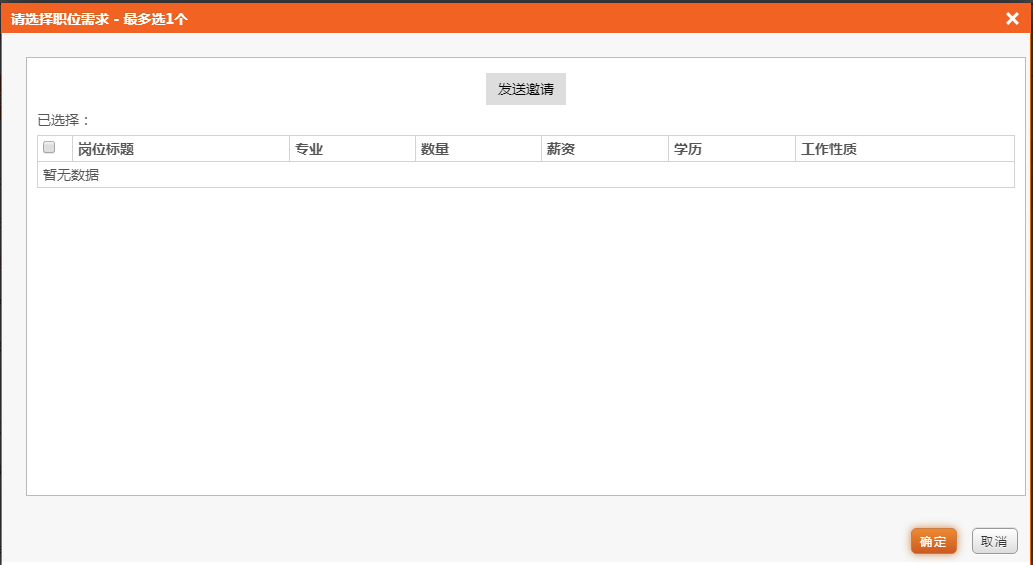 请选择职位需求 - 最多选1个
发送邀请
已选择：
岗位标题 专业 数量 薪资 学历 工作性质
暂无数据
确定 取消